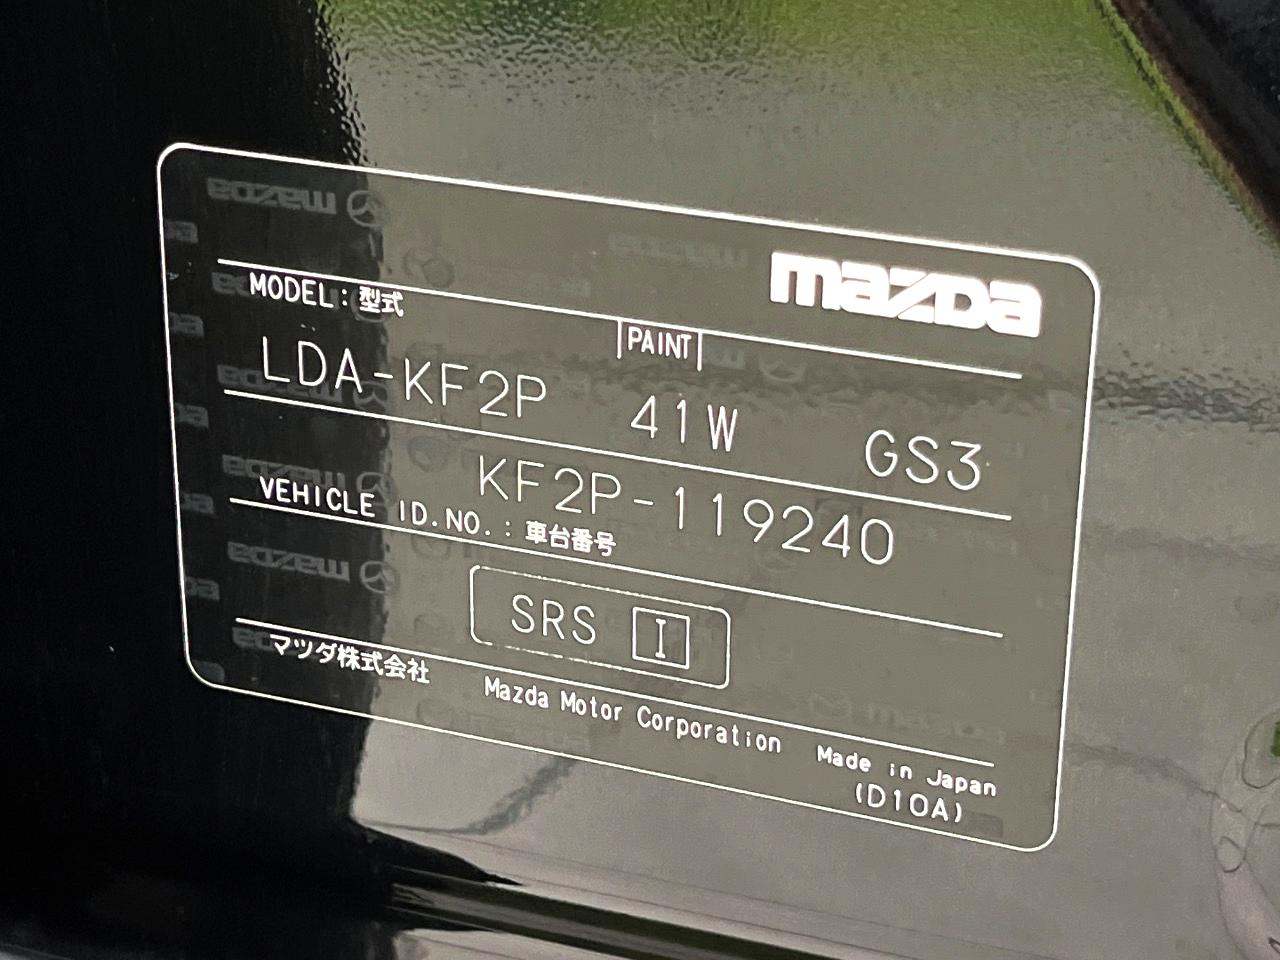 mazda
MODEL : 型式
PAINT
LDA-KF2P 41W GS3
KF2P-119240
VEHICLE ID.NO. : 車台番号
SRS I
マツダ株式会社 Mazda Motor Corporation Made in Japan
(D10A)